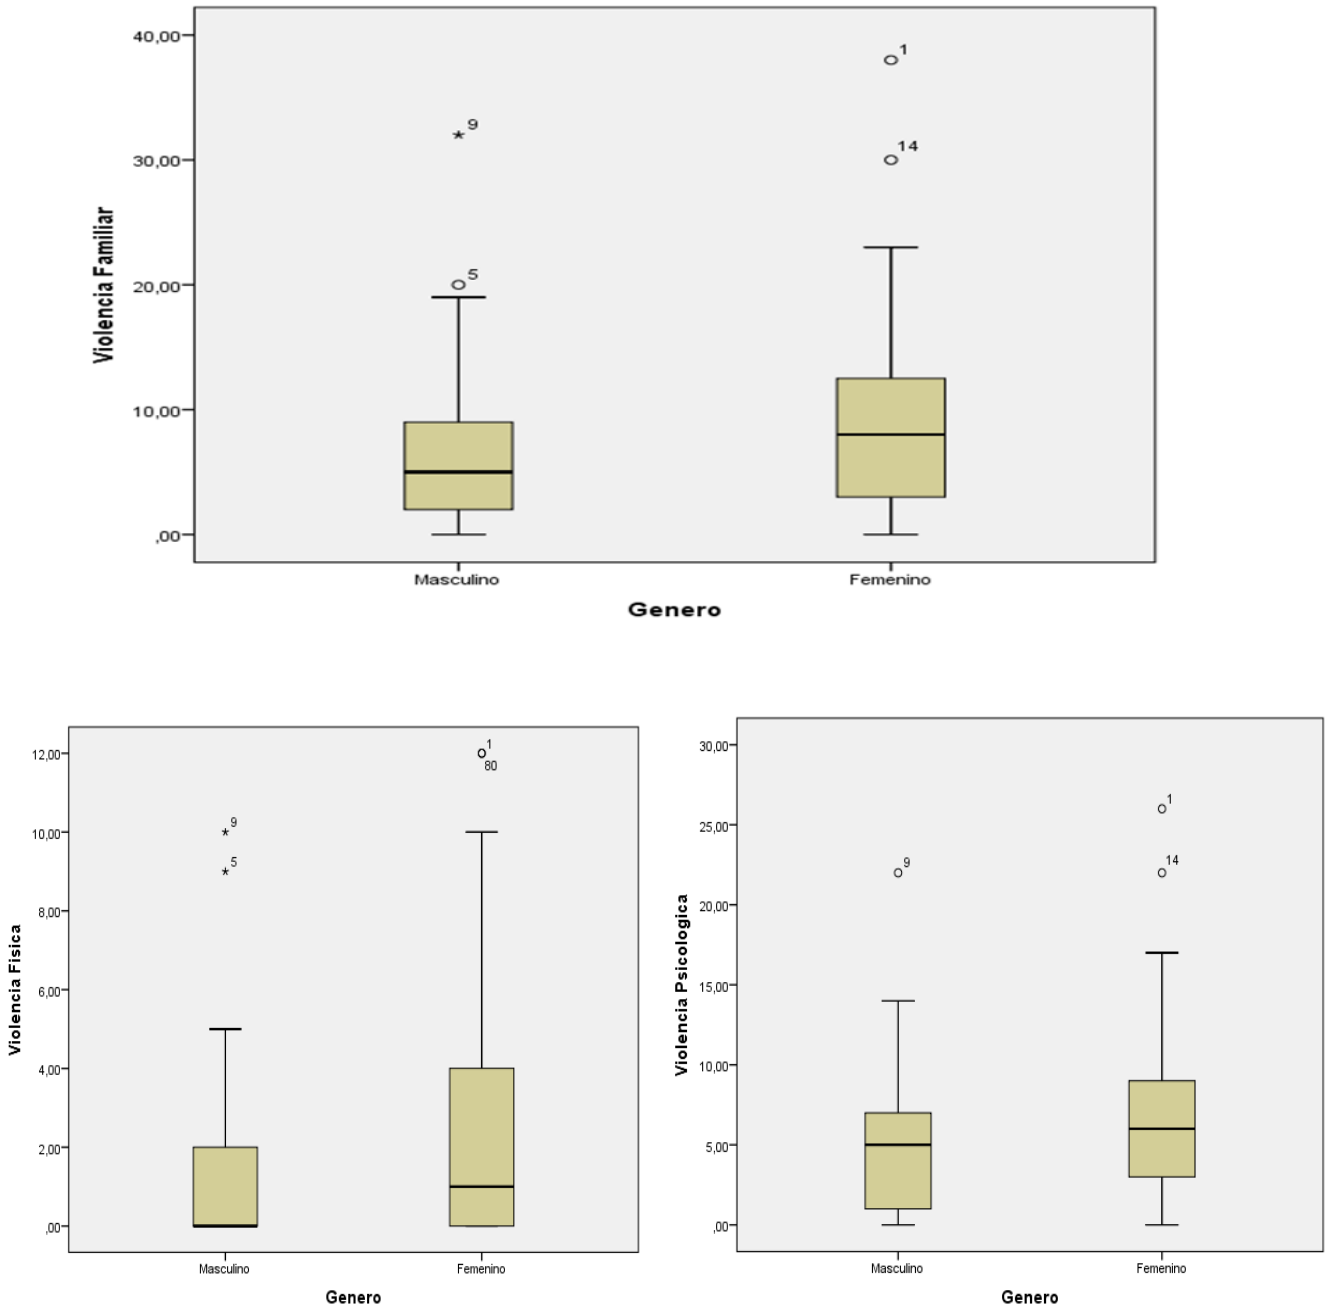 40,00
30,00
20,00
10,00
,00
Violencia Familiar
9
5
1
14
Masculino
Femenino
Genero
12,00
10,00
8,00
6,00
4,00
2,00
,00
Violencia Fisica
9
5
1
80
Masculino
Femenino
Genero
30,00
25,00
20,00
15,00
10,00
5,00
,00
Violencia Psicologica
9
1
14
Masculino
Femenino
Genero